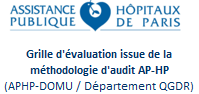 ASSISTANCE HÔPITAUX
PUBLIQUE DE PARIS
Grille d'évaluation issue de la
méthodologie d'audit AP-HP
(APHP-DOMU / Département QGDR)